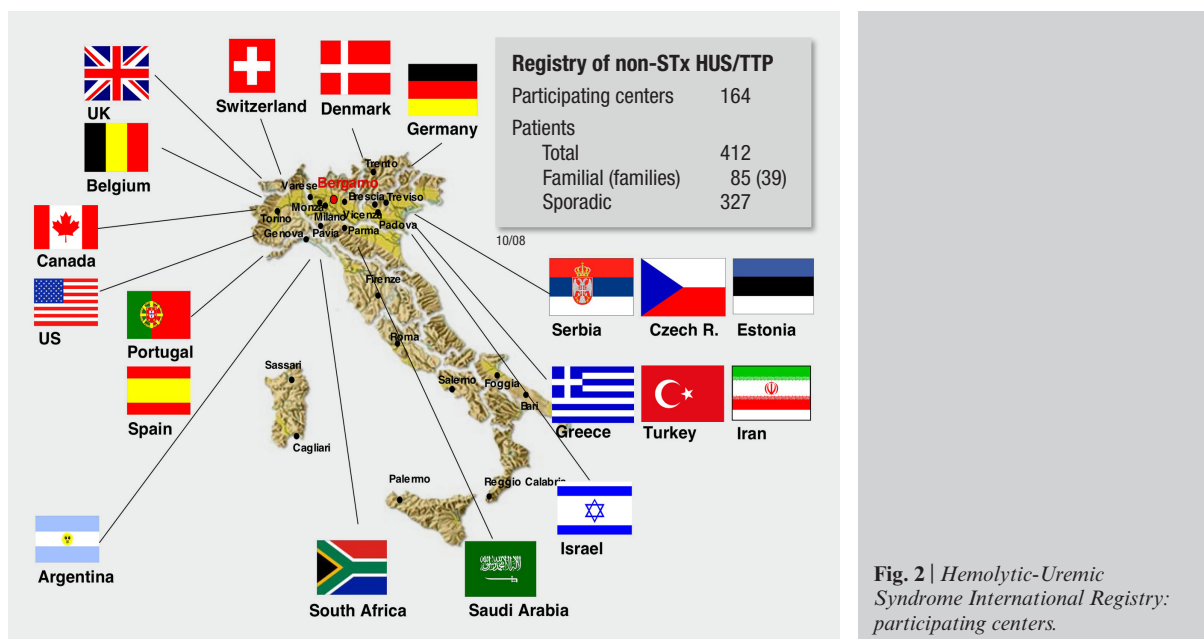 UK
Switzerland
Denmark
Germany
Belgium
Canada
US
Portugal
Spain
Argentina
South Africa
Saudi Arabia
Israel
Registry of non-STx HUS/TTP
Participating centers 164
Patients
Total 412
Familial (families) 85 (39)
Sporadic 327
10/08
Serbia Czech R. Estonia
Greece Turkey Iran
Trento
Varese Bergamo
Monza Brescia Treviso
Torino Milano Vicenza Padova
Genova Pavia Parma
Firenze
Roma
Sassari
Salerno Foggia
Bari
Cagliari
Palermo Reggio Calabria
Fig. 2 | Hemolytic-Uremic
Syndrome International Registry:
participating centers.